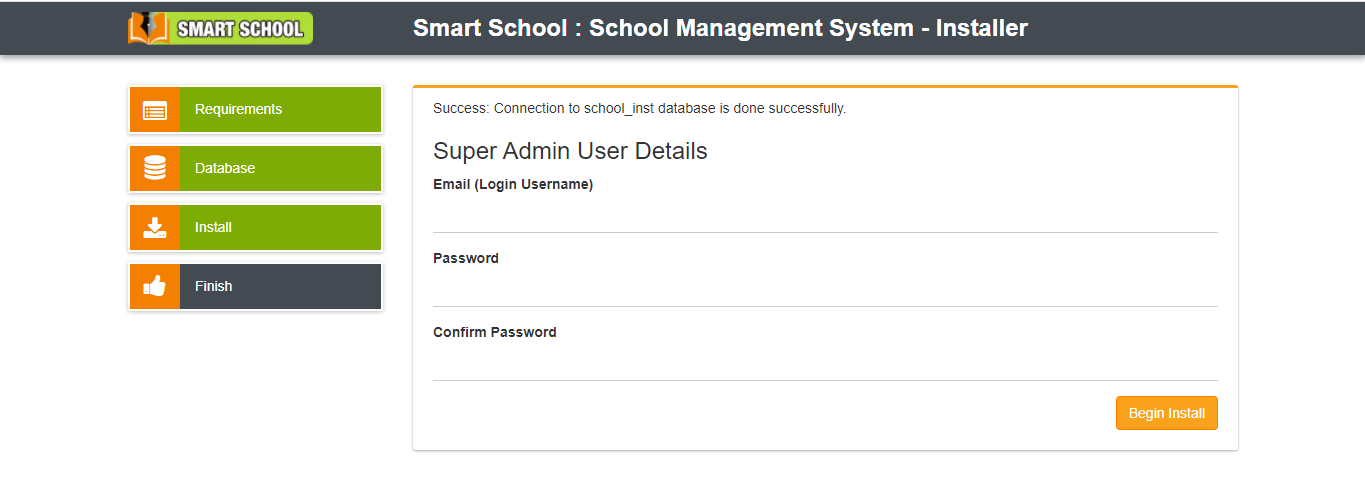 SMART SCHOOL
Smart School : School Management System - Installer
Requirements
Database
Install
Finish
Success: Connection to school_inst database is done successfully.
Super Admin User Details
Email (Login Username)
Password
Confirm Password
Begin Install